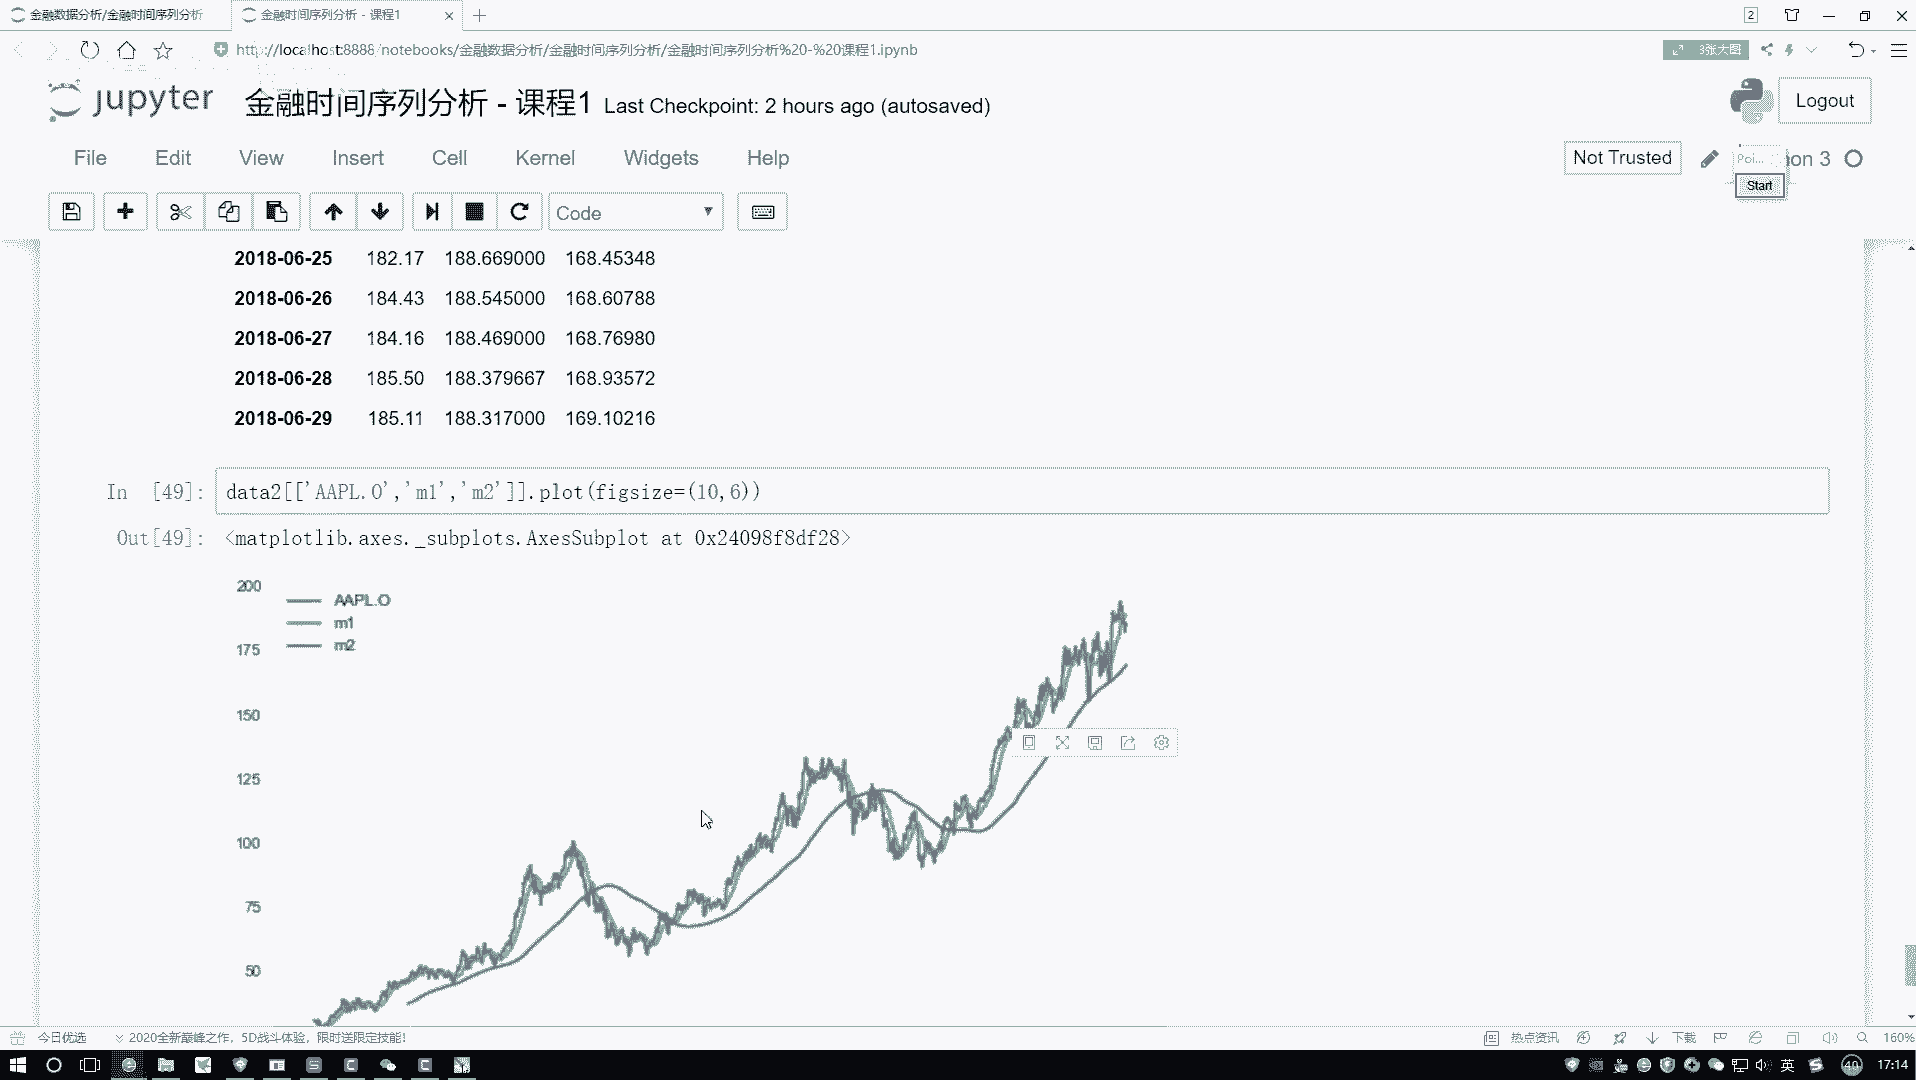 金融数据分析/金融时间序列分析
金融时间序列分析 - 课程1
2
http://localhost:8888/notebooks/金融数据分析/金融时间序列分析/金融时间序列分析%20-%20课程1.ipynb
3张大图
jupyter 金融时间序列分析 - 课程1 Last Checkpoint: 2 hours ago (autosaved)
Logout
File Edit View Insert Cell Kernel Widgets Help
Not Trusted
Poi... on 3
Start
Code
2018-06-25 182.17 188.669000 168.45348
2018-06-26 184.43 188.545000 168.60788
2018-06-27 184.16 188.469000 168.76980
2018-06-28 185.50 188.379667 168.93572
2018-06-29 185.11 188.317000 169.10216
In [49]: data2[['AAPL.O','m1','m2']].plot(figsize=(10,6))
Out[49]: <matplotlib.axes._subplots.AxesSubplot at 0x24098f8df28>
200
AAPL.O
m1
m2
175
150
125
100
75
50
今日优选 2020全新巅峰之作，5D战斗体验，限时送限定技能！
热点资讯 下载 160%
英 40 17:14